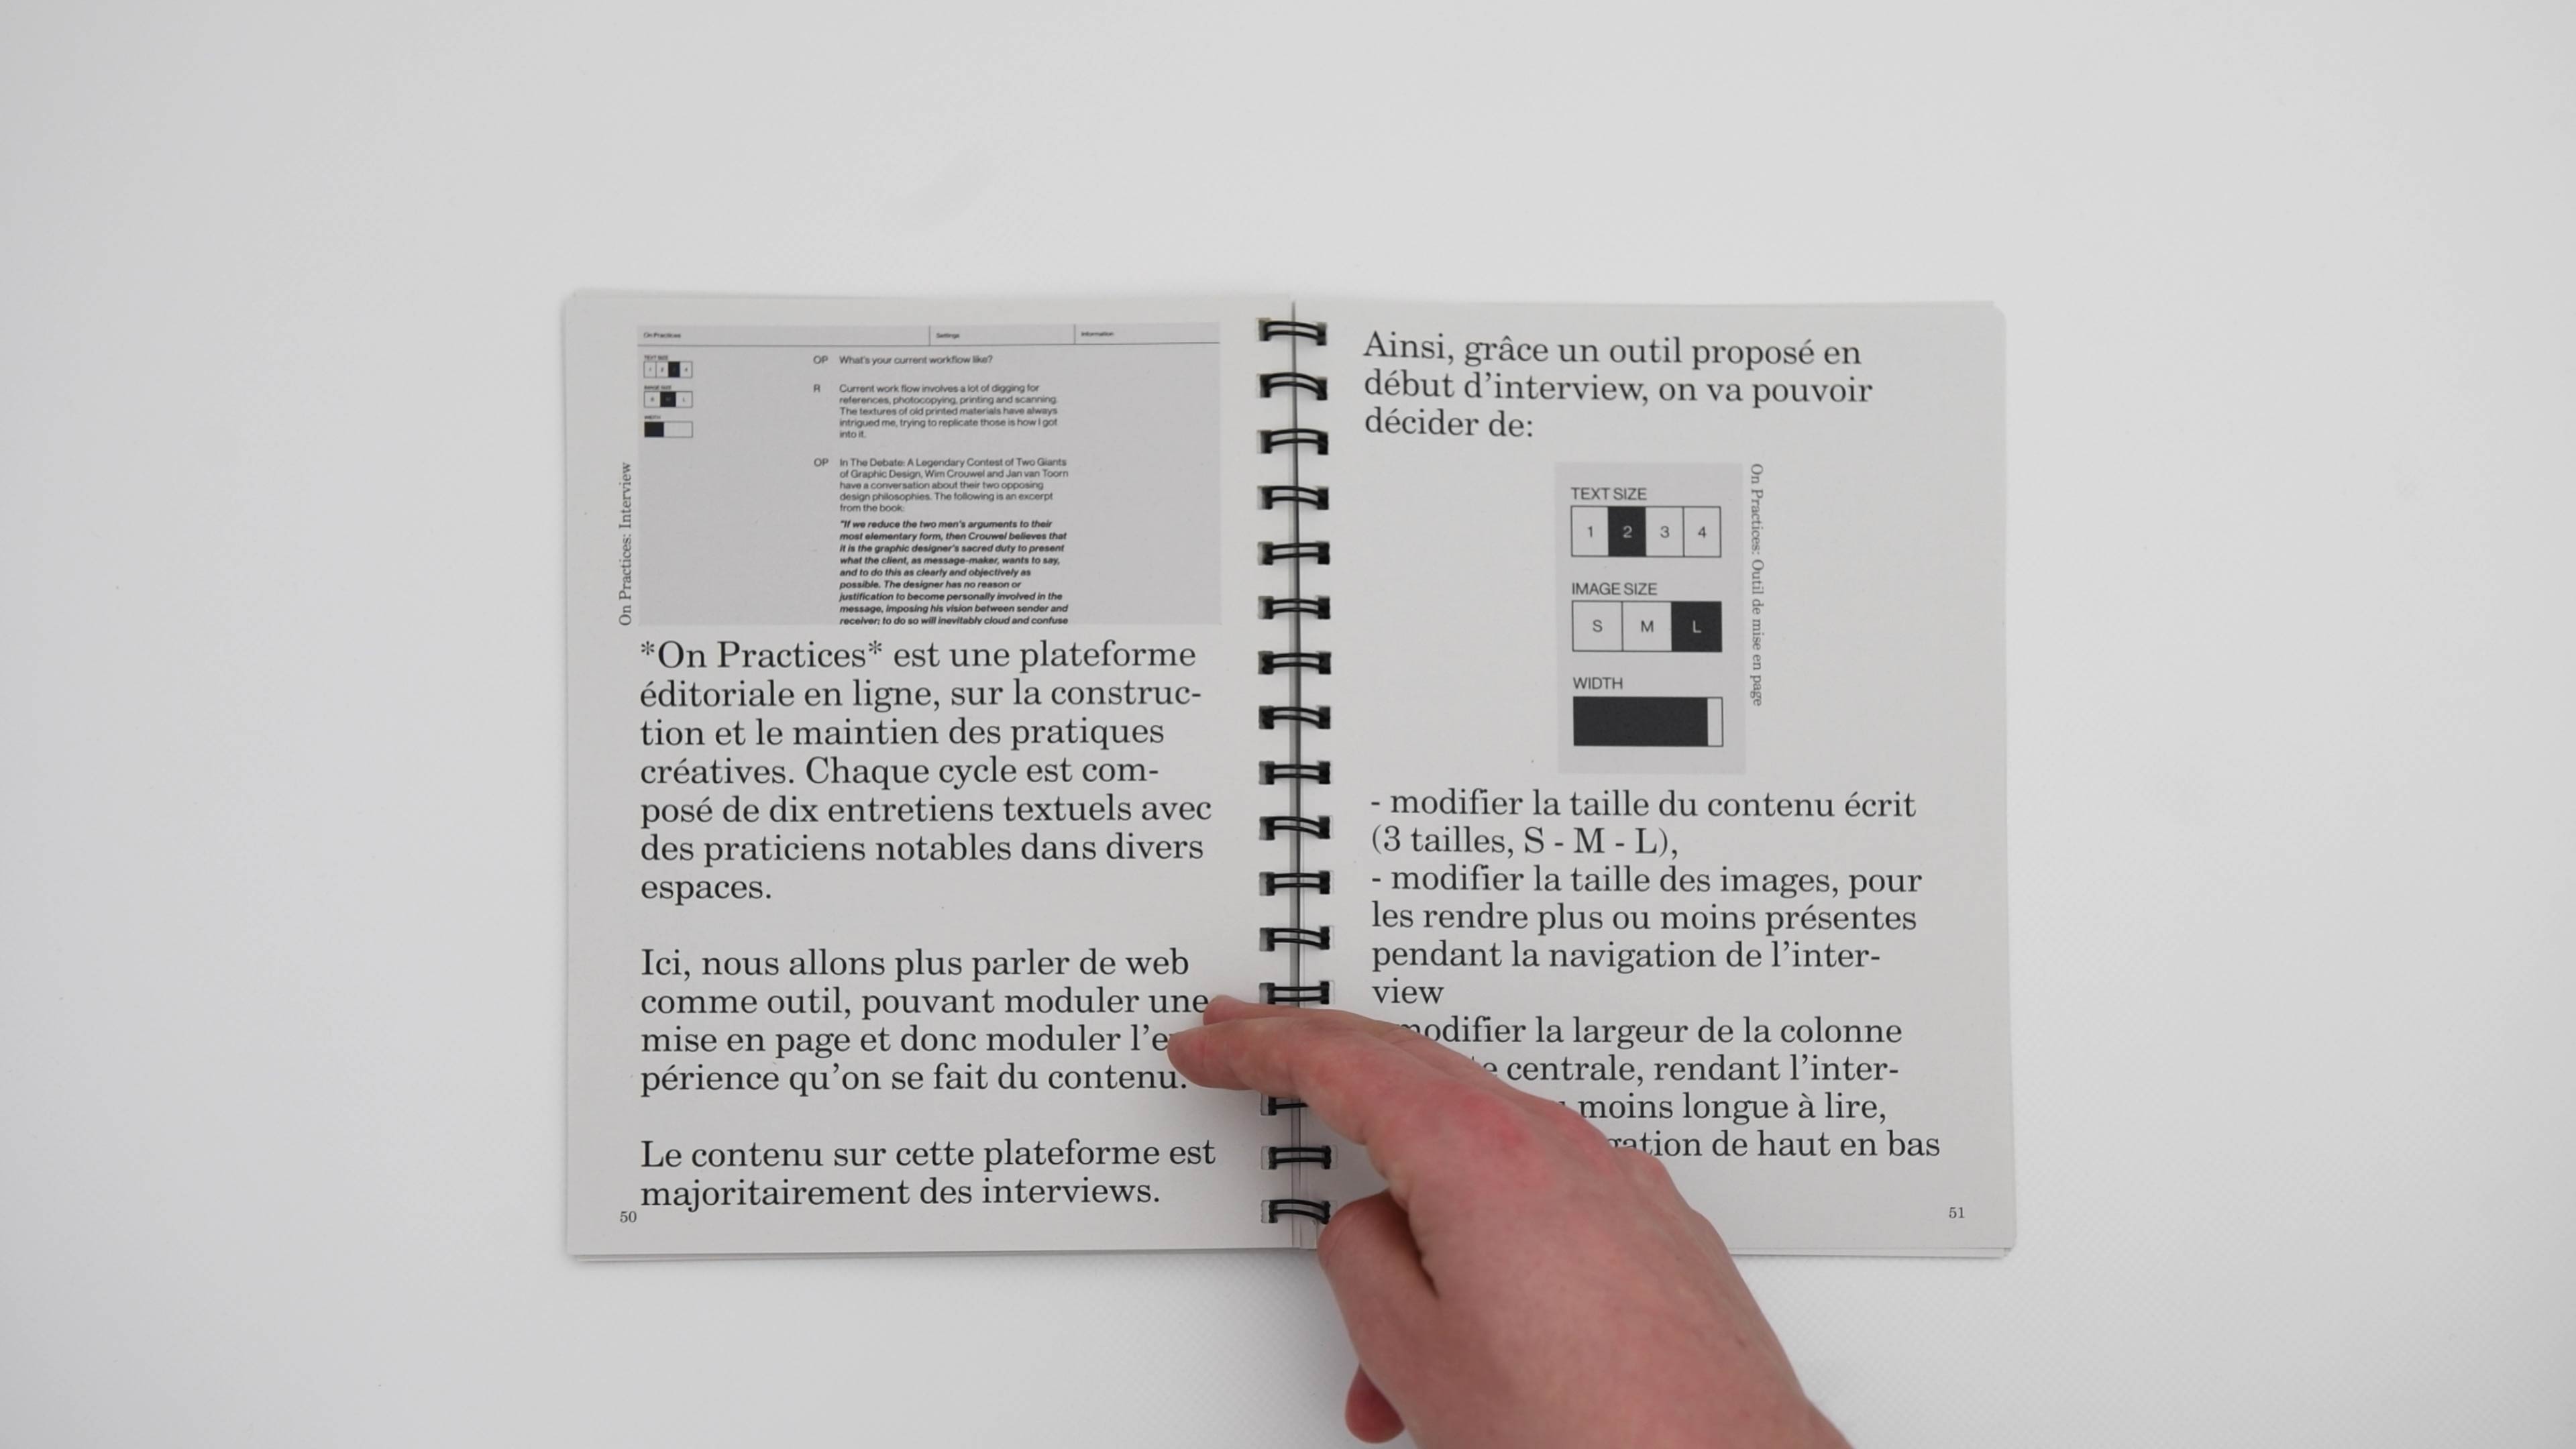 On Practices
Settings
Information
TEXT SIZE
1 2 3 4
IMAGE SIZE
S M L
WIDTH
OP What's your current workflow like?
R Current work flow involves a lot of digging for
references, photocopying, printing and scanning.
The textures of old printed materials have always
intrigued me, trying to replicate those is how I got
into it.
OP In The Debate: A Legendary Contest of Two Giants
of Graphic Design, Wim Crouwel and Jan van Toorn
have a conversation about their two opposing
design philosophies. The following is an excerpt
from the book:
"If we reduce the two men's arguments to their
most elementary form, then Crouwel believes that
it is the graphic designer's sacred duty to present
what the client, as message-maker, wants to say,
and to do this as clearly and objectively as
possible. The designer has no reason or
justification to become personally involved in the
message, imposing his vision between sender and
receiver; to do so will inevitably cloud and confuse
On Practices: Interview
*On Practices* est une plateforme
éditoriale en ligne, sur la construc-
tion et le maintien des pratiques
créatives. Chaque cycle est com-
posé de dix entretiens textuels avec
des praticiens notables dans divers
espaces.
Ici, nous allons plus parler de web
comme outil, pouvant moduler une
mise en page et donc moduler l'e
périence qu'on se fait du contenu.
Le contenu sur cette plateforme est
majoritairement des interviews.
50
Ainsi, grâce un outil proposé en
début d'interview, on va pouvoir
décider de:
TEXT SIZE
1 2 3 4
IMAGE SIZE
S M L
WIDTH
On Practices: Outil de mise en page
- modifier la taille du contenu écrit
(3 tailles, S - M - L),
- modifier la taille des images, pour
les rendre plus ou moins présentes
pendant la navigation de l'inter-
view
modifier la largeur de la colonne
centrale, rendant l'inter-
moins longue à lire,
de haut en bas
51